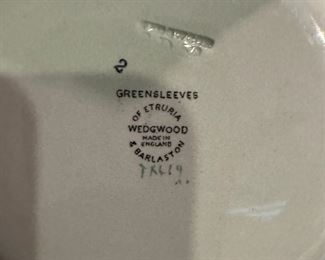 2
GREENSLEEVES
OF ETRURIA
WEDGWOOD
MADE IN
ENGLAND
& BARLASTON